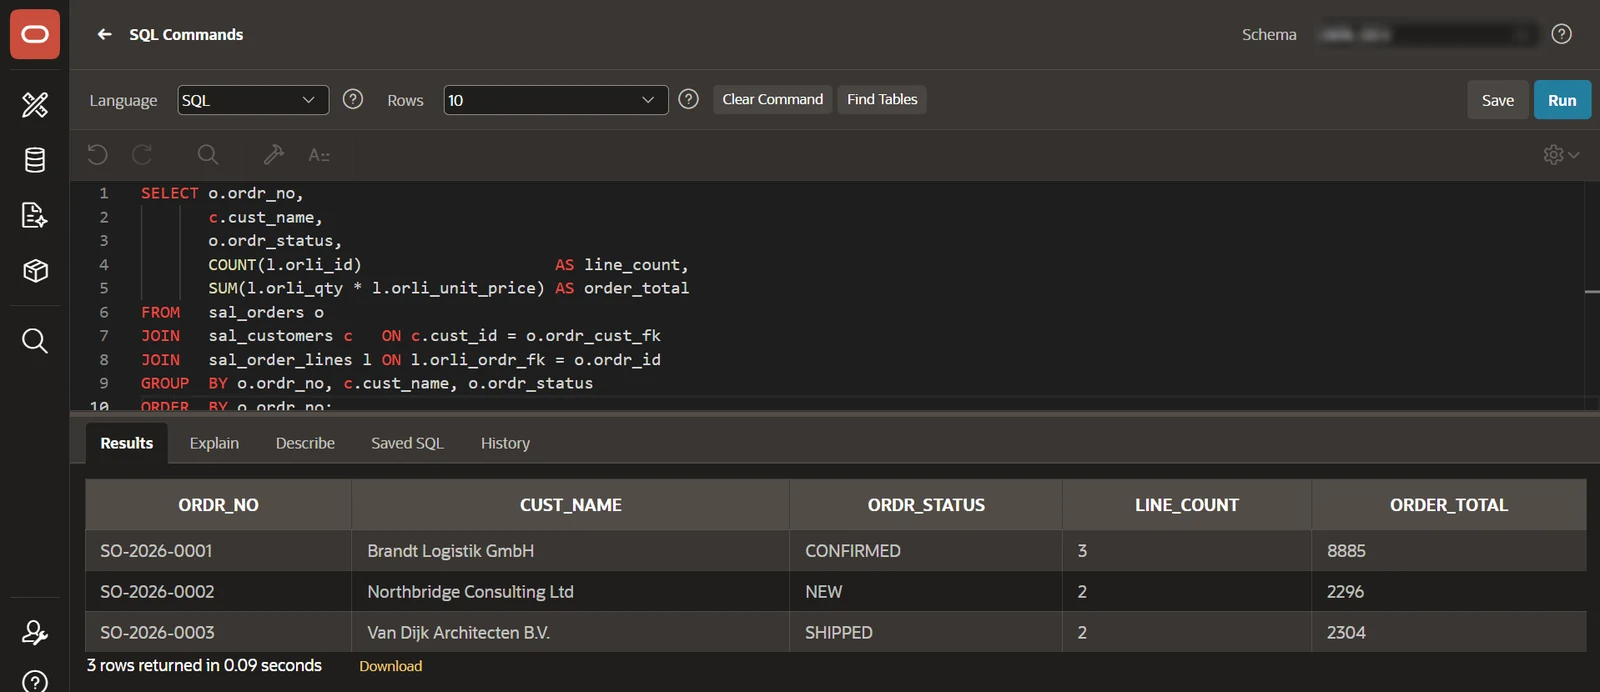 SQL Commands
Schema
Language SQL Rows 10 Clear Command Find Tables Save Run
1 SELECT o.ordr_no,
2 c.cust_name,
3 o.ordr_status,
4 COUNT(l.orli_id) AS line_count,
5 SUM(l.orli_qty * l.orli_unit_price) AS order_total
6 FROM sal_orders o
7 JOIN sal_customers c ON c.cust_id = o.ordr_cust_fk
8 JOIN sal_order_lines l ON l.orli_ordr_fk = o.ordr_id
9 GROUP BY o.ordr_no, c.cust_name, o.ordr_status
10 ORDER BY o.ordr_no;
Results Explain Describe Saved SQL History
ORDR_NO CUST_NAME ORDR_STATUS LINE_COUNT ORDER_TOTAL
SO-2026-0001 Brandt Logistik GmbH CONFIRMED 3 8885
SO-2026-0002 Northbridge Consulting Ltd NEW 2 2296
SO-2026-0003 Van Dijk Architecten B.V. SHIPPED 2 2304
3 rows returned in 0.09 seconds Download